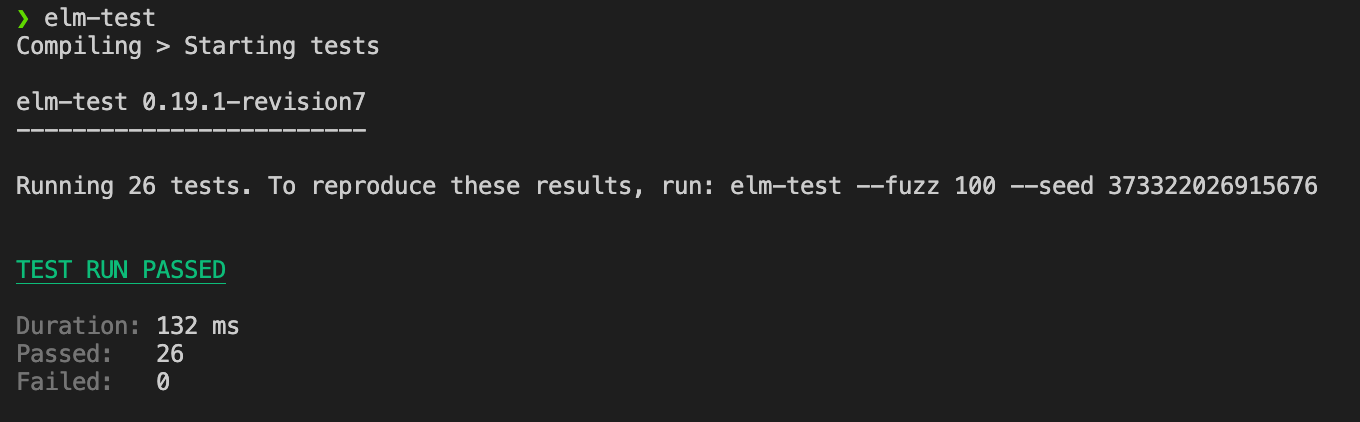 ❯ elm-test
Compiling > Starting tests
elm-test 0.19.1-revision7
-------------------------
Running 26 tests. To reproduce these results, run: elm-test --fuzz 100 --seed 373322026915676
TEST RUN PASSED
Duration: 132 ms
Passed:   26
Failed:   0